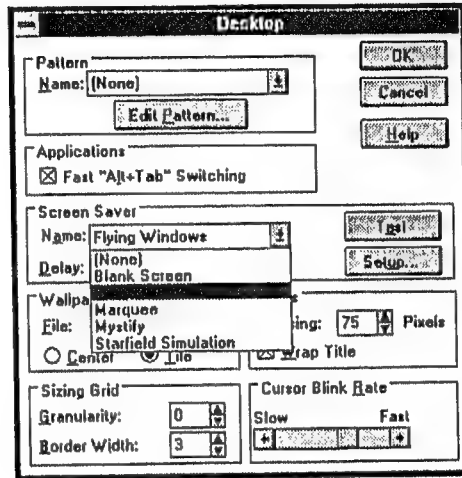 Desktop
Pattern
Name: (None)
Edit Pattern...
OK
Cancel
Help
Applications
Fast "Alt+Tab" Switching
Screen Saver
Name: Flying Windows
Delay:
(None)
Blank Screen
Marquee
Mystify
Starfield Simulation
Test
Setup...
Wallpa
File:
Center Tile
ing: 75 Pixels
Wrap Title
Sizing Grid
Granularity: 0
Border Width: 3
Cursor Blink Rate
Slow Fast